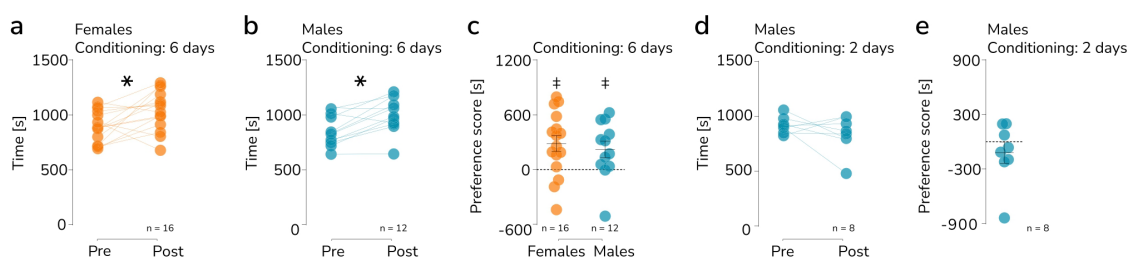 a
Females
Conditioning: 6 days
1500
1000
500
0
Time [s]
*
n = 16
Pre
Post
b
Males
Conditioning: 6 days
1500
1000
500
0
Time [s]
*
n = 12
Pre
Post
c
Conditioning: 6 days
1200
600
0
-600
Preference score [s]
‡
‡
n = 16
n = 12
Females
Males
d
Males
Conditioning: 2 days
1500
1000
500
0
Time [s]
n = 8
Pre
Post
e
Males
Conditioning: 2 days
900
300
-300
-900
Preference score [s]
n = 8